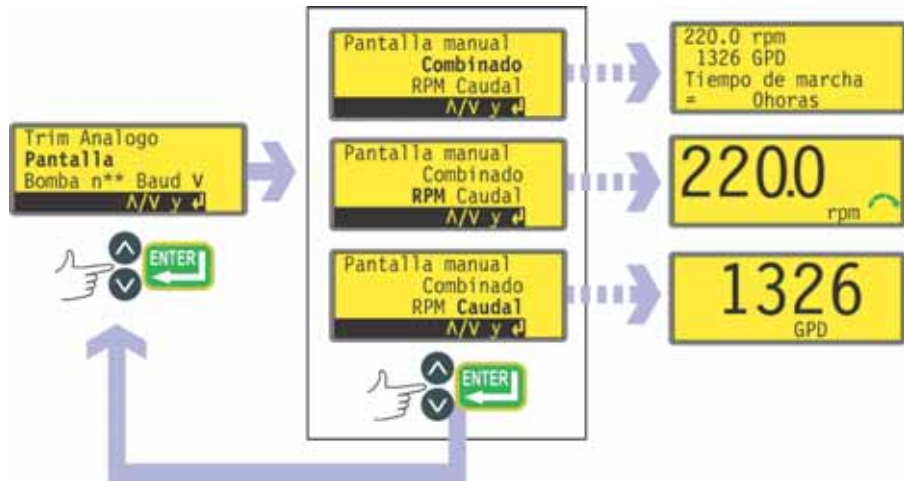 Trim Analogo
Pantalla
Bomba n** Baud V
Λ/V y ↲
ENTER
Pantalla manual
Combinado
RPM Caudal
Λ/V y ↲
220.0 rpm
1326 GPD
Tiempo de marcha
= 0horas
Pantalla manual
Combinado
RPM Caudal
Λ/V y ↲
220.0
rpm
Pantalla manual
Combinado
RPM Caudal
Λ/V y ↲
1326
GPD
ENTER